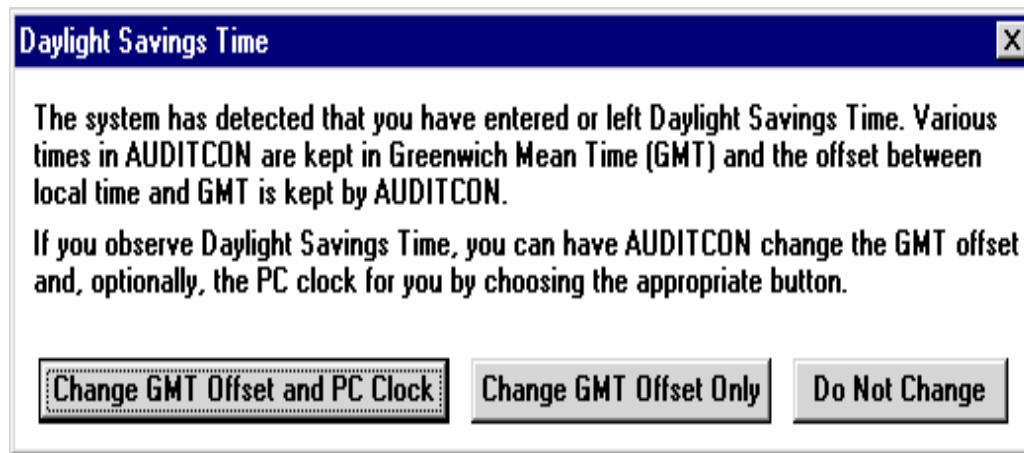 Daylight Savings Time
X
The system has detected that you have entered or left Daylight Savings Time. Various
times in AUDITCON are kept in Greenwich Mean Time (GMT) and the offset between
local time and GMT is kept by AUDITCON.
If you observe Daylight Savings Time, you can have AUDITCON change the GMT offset
and, optionally, the PC clock for you by choosing the appropriate button.
Change GMT Offset and PC Clock
Change GMT Offset Only
Do Not Change